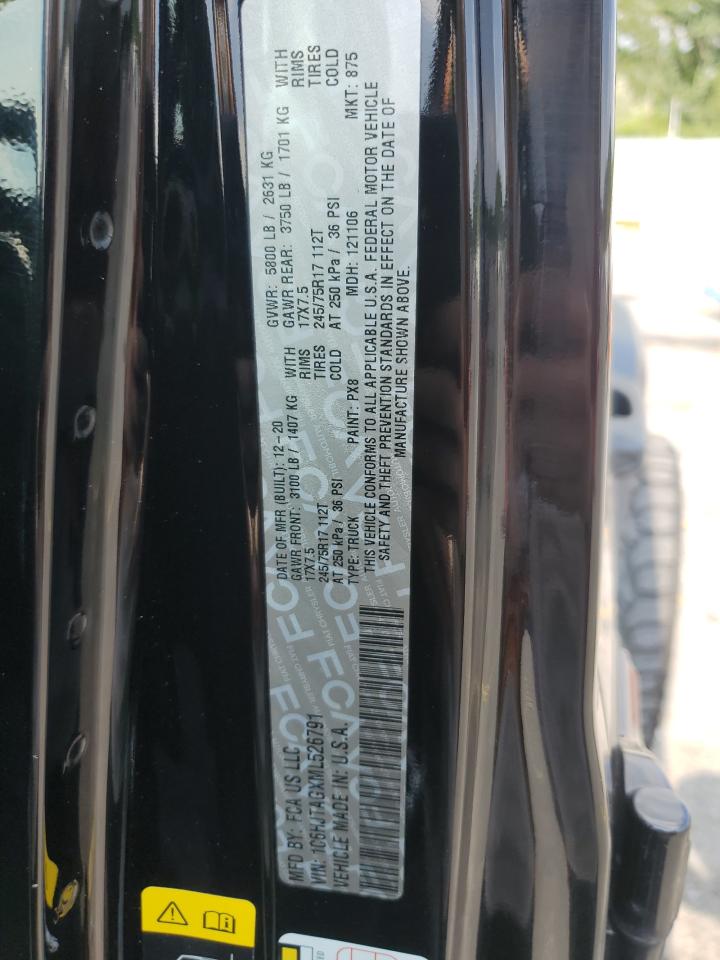 MFD BY: FCA US LLC
DATE OF MFR (BUILT): 12-20
GVWR: 5800 LB / 2631 KG
GAWR FRONT: 3100 LB / 1407 KG WITH
GAWR REAR: 3750 LB / 1701 KG WITH
17X7.5 RIMS
17X7.5 RIMS
245/75R17 112T TIRES
245/75R17 112T TIRES
AT 250 kPa / 36 PSI COLD
AT 250 kPa / 36 PSI COLD
VIN: 1C6HJTAGXML526791
TYPE: TRUCK PAINT: PX8 MDH: 121106 MKT: 875
VEHICLE MADE IN: U.S.A.
THIS VEHICLE CONFORMS TO ALL APPLICABLE U.S.A. FEDERAL MOTOR VEHICLE
SAFETY AND THEFT PREVENTION STANDARDS IN EFFECT ON THE DATE OF
MANUFACTURE SHOWN ABOVE.